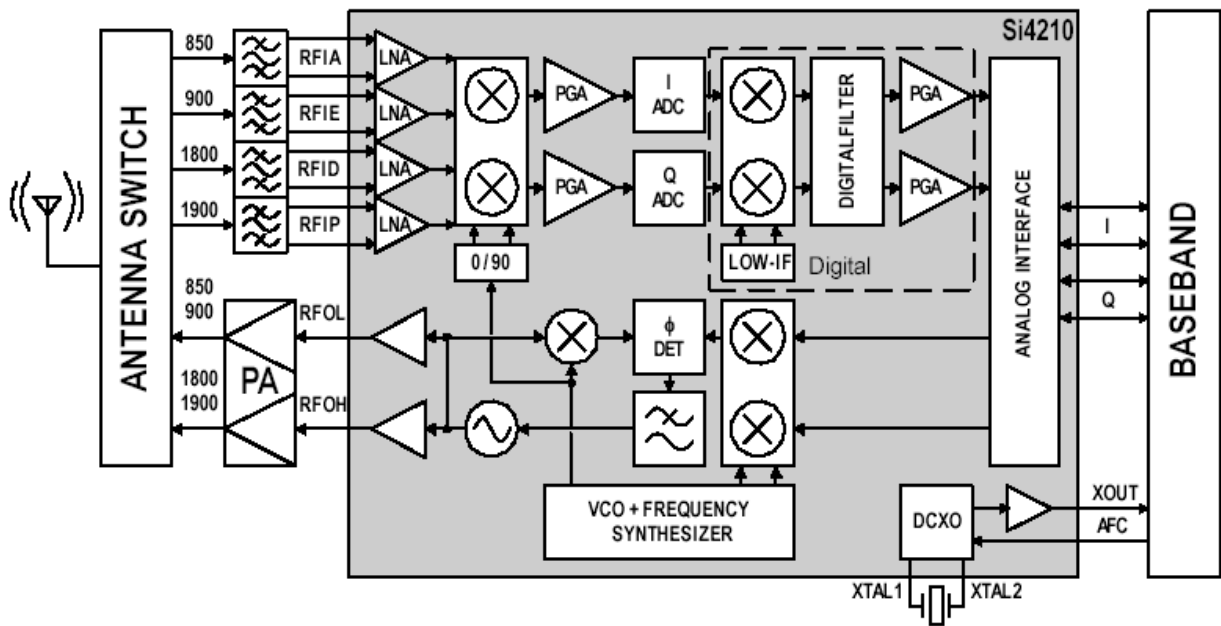 Si4210
ANTENNA SWITCH
850
RFIA
LNA
900
RFIE
LNA
1800
RFID
LNA
1900
RFIP
LNA
PGA
I
ADC
PGA
Q
ADC
0 / 90
LOW-IF
Digital
DIGITALFILTER
PGA
PGA
ANALOG INTERFACE
I
Q
BASEBAND
850
900
RFOL
PA
1800
1900
RFOH
ϕ
DET
VCO + FREQUENCY
SYNTHESIZER
DCXO
XOUT
AFC
XTAL1
XTAL2